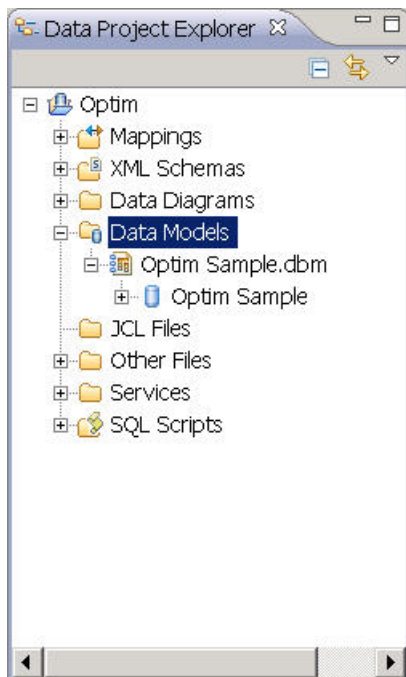 Data Project Explorer
Optim
Mappings
XML Schemas
Data Diagrams
Data Models
Optim Sample.dbm
Optim Sample
JCL Files
Other Files
Services
SQL Scripts